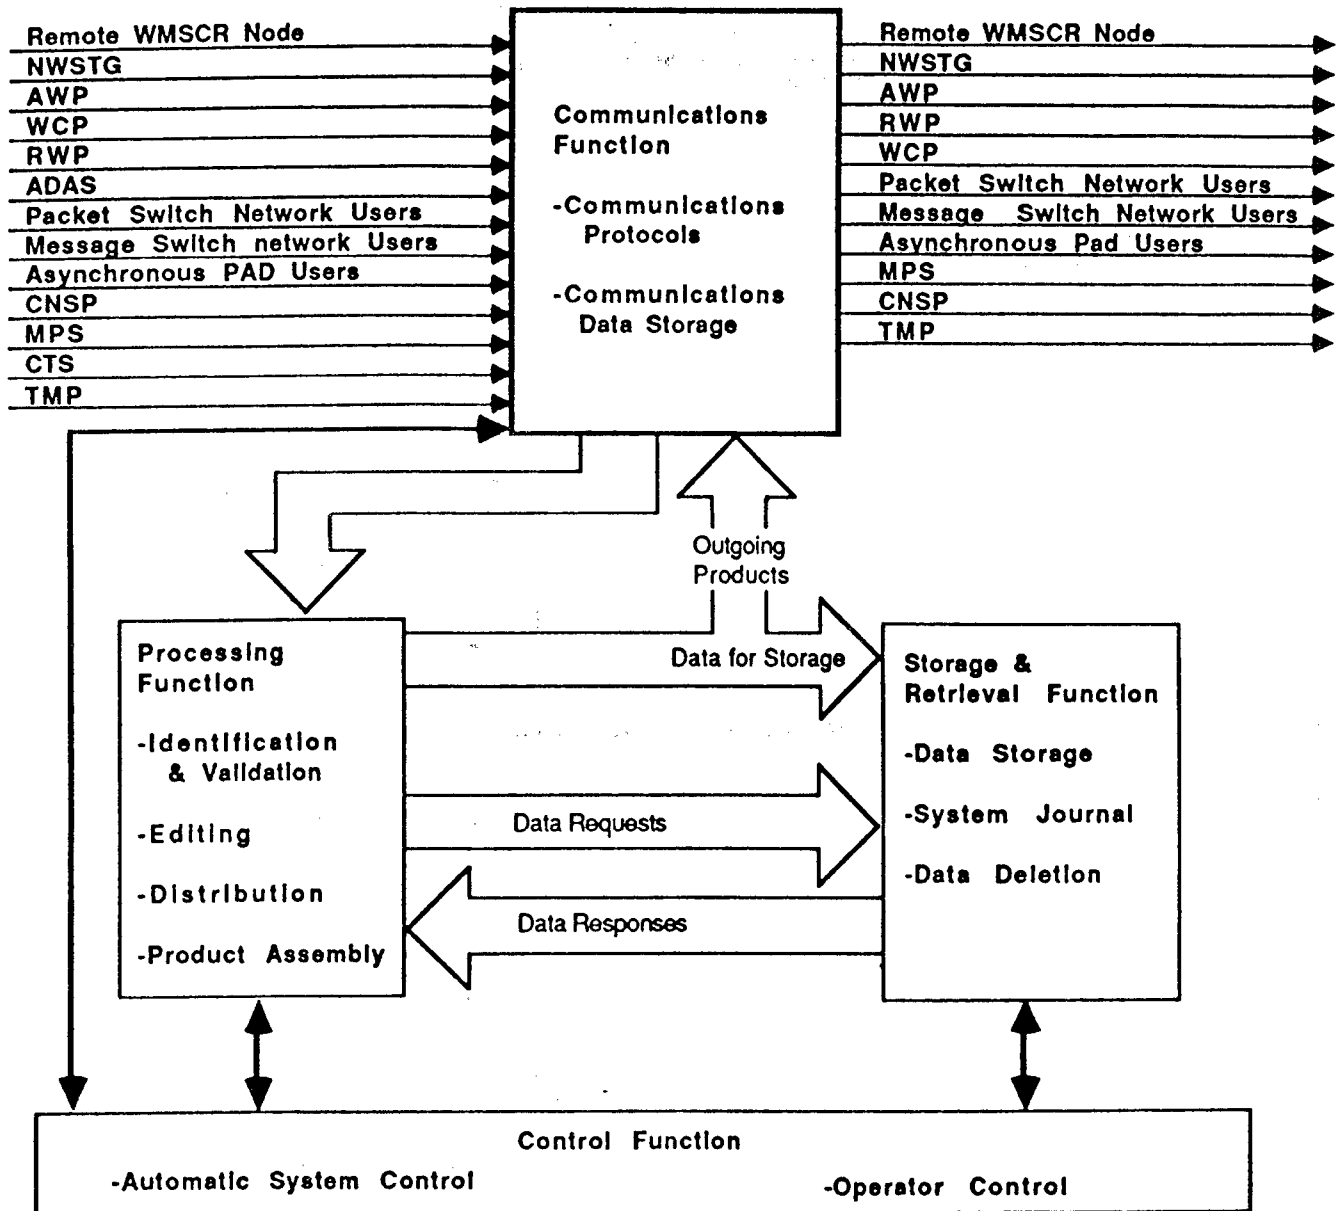 Remote WMSCR Node
NWSTG
AWP
WCP
RWP
ADAS
Packet Switch Network Users
Message Switch network Users
Asynchronous PAD Users
CNSP
MPS
CTS
TMP
Communications
Function
-Communications
Protocols
-Communications
Data Storage
Remote WMSCR Node
NWSTG
AWP
RWP
WCP
Packet Switch Network Users
Message Switch Network Users
Asynchronous Pad Users
MPS
CNSP
TMP
Outgoing
Products
Processing
Function
-Identification
& Validation
-Editing
-Distribution
-Product Assembly
Data for Storage
Data Requests
Data Responses
Storage &
Retrieval Function
-Data Storage
-System Journal
-Data Deletion
Control Function
-Automatic System Control
-Operator Control